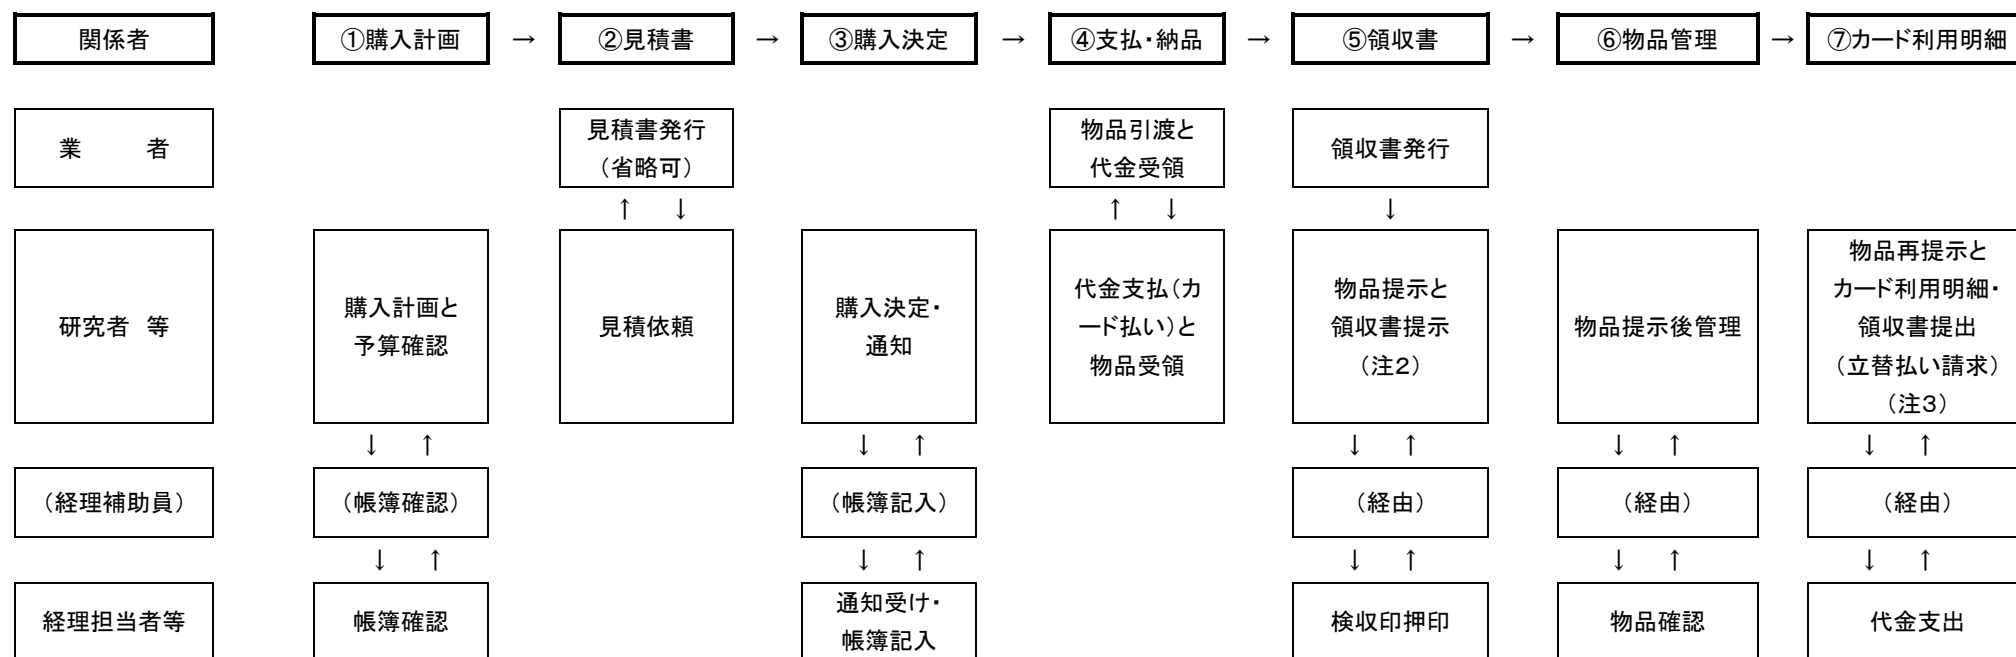 関係者 ①購入計画 → ②見積書 → ③購入決定 → ④支払・納品 → ⑤領収書 → ⑥物品管理 → ⑦カード利用明細
業　　者
見積書発行
（省略可）
物品引渡と
代金受領
領収書発行
↑ ↓ ↑ ↓ ↓
研究者 等
購入計画と
予算確認
見積依頼
購入決定・
通知
代金支払（カ
ード払い）と
物品受領
物品提示と
領収書提示
（注２）
物品提示後管理
物品再提示と
カード利用明細・
領収書提出
（立替払い請求）
（注３）
↓ ↑ ↓ ↑ ↓ ↑ ↓ ↑ ↓ ↑
（経理補助員） （帳簿確認） （帳簿記入） （経由） （経由） （経由）
↓ ↑ ↓ ↑ ↓ ↑ ↓ ↑ ↓ ↑
経理担当者等
帳簿確認
通知受け・
帳簿記入
検収印押印
物品確認
代金支出